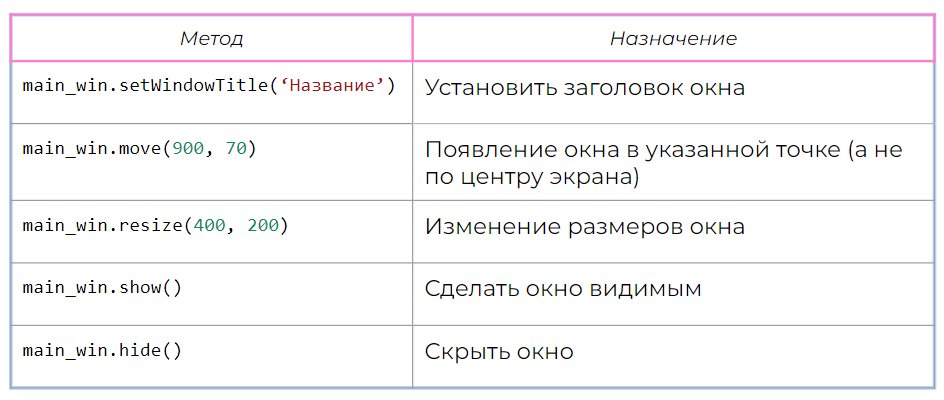 Метод
Назначение
main_win.setWindowTitle(‘Название’)
Установить заголовок окна
main_win.move(900, 70)
Появление окна в указанной точке (а не
по центру экрана)
main_win.resize(400, 200)
Изменение размеров окна
main_win.show()
Сделать окно видимым
main_win.hide()
Скрыть окно